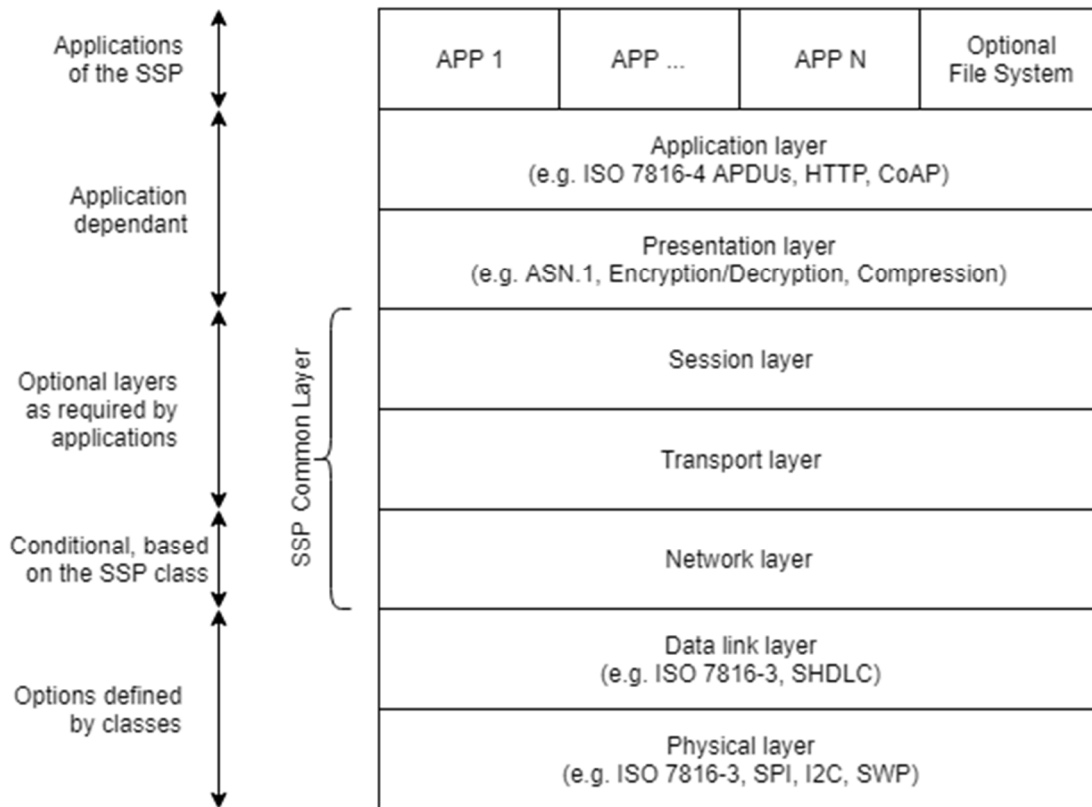 Applications
of the SSP
APP 1
APP ...
APP N
Optional
File System
Application
dependant
Application layer
(e.g. ISO 7816-4 APDUs, HTTP, CoAP)
Presentation layer
(e.g. ASN.1, Encryption/Decryption, Compression)
Optional layers
as required by
applications
SSP Common Layer
Session layer
Transport layer
Conditional, based
on the SSP class
Network layer
Options defined
by classes
Data link layer
(e.g. ISO 7816-3, SHDLC)
Physical layer
(e.g. ISO 7816-3, SPI, I2C, SWP)